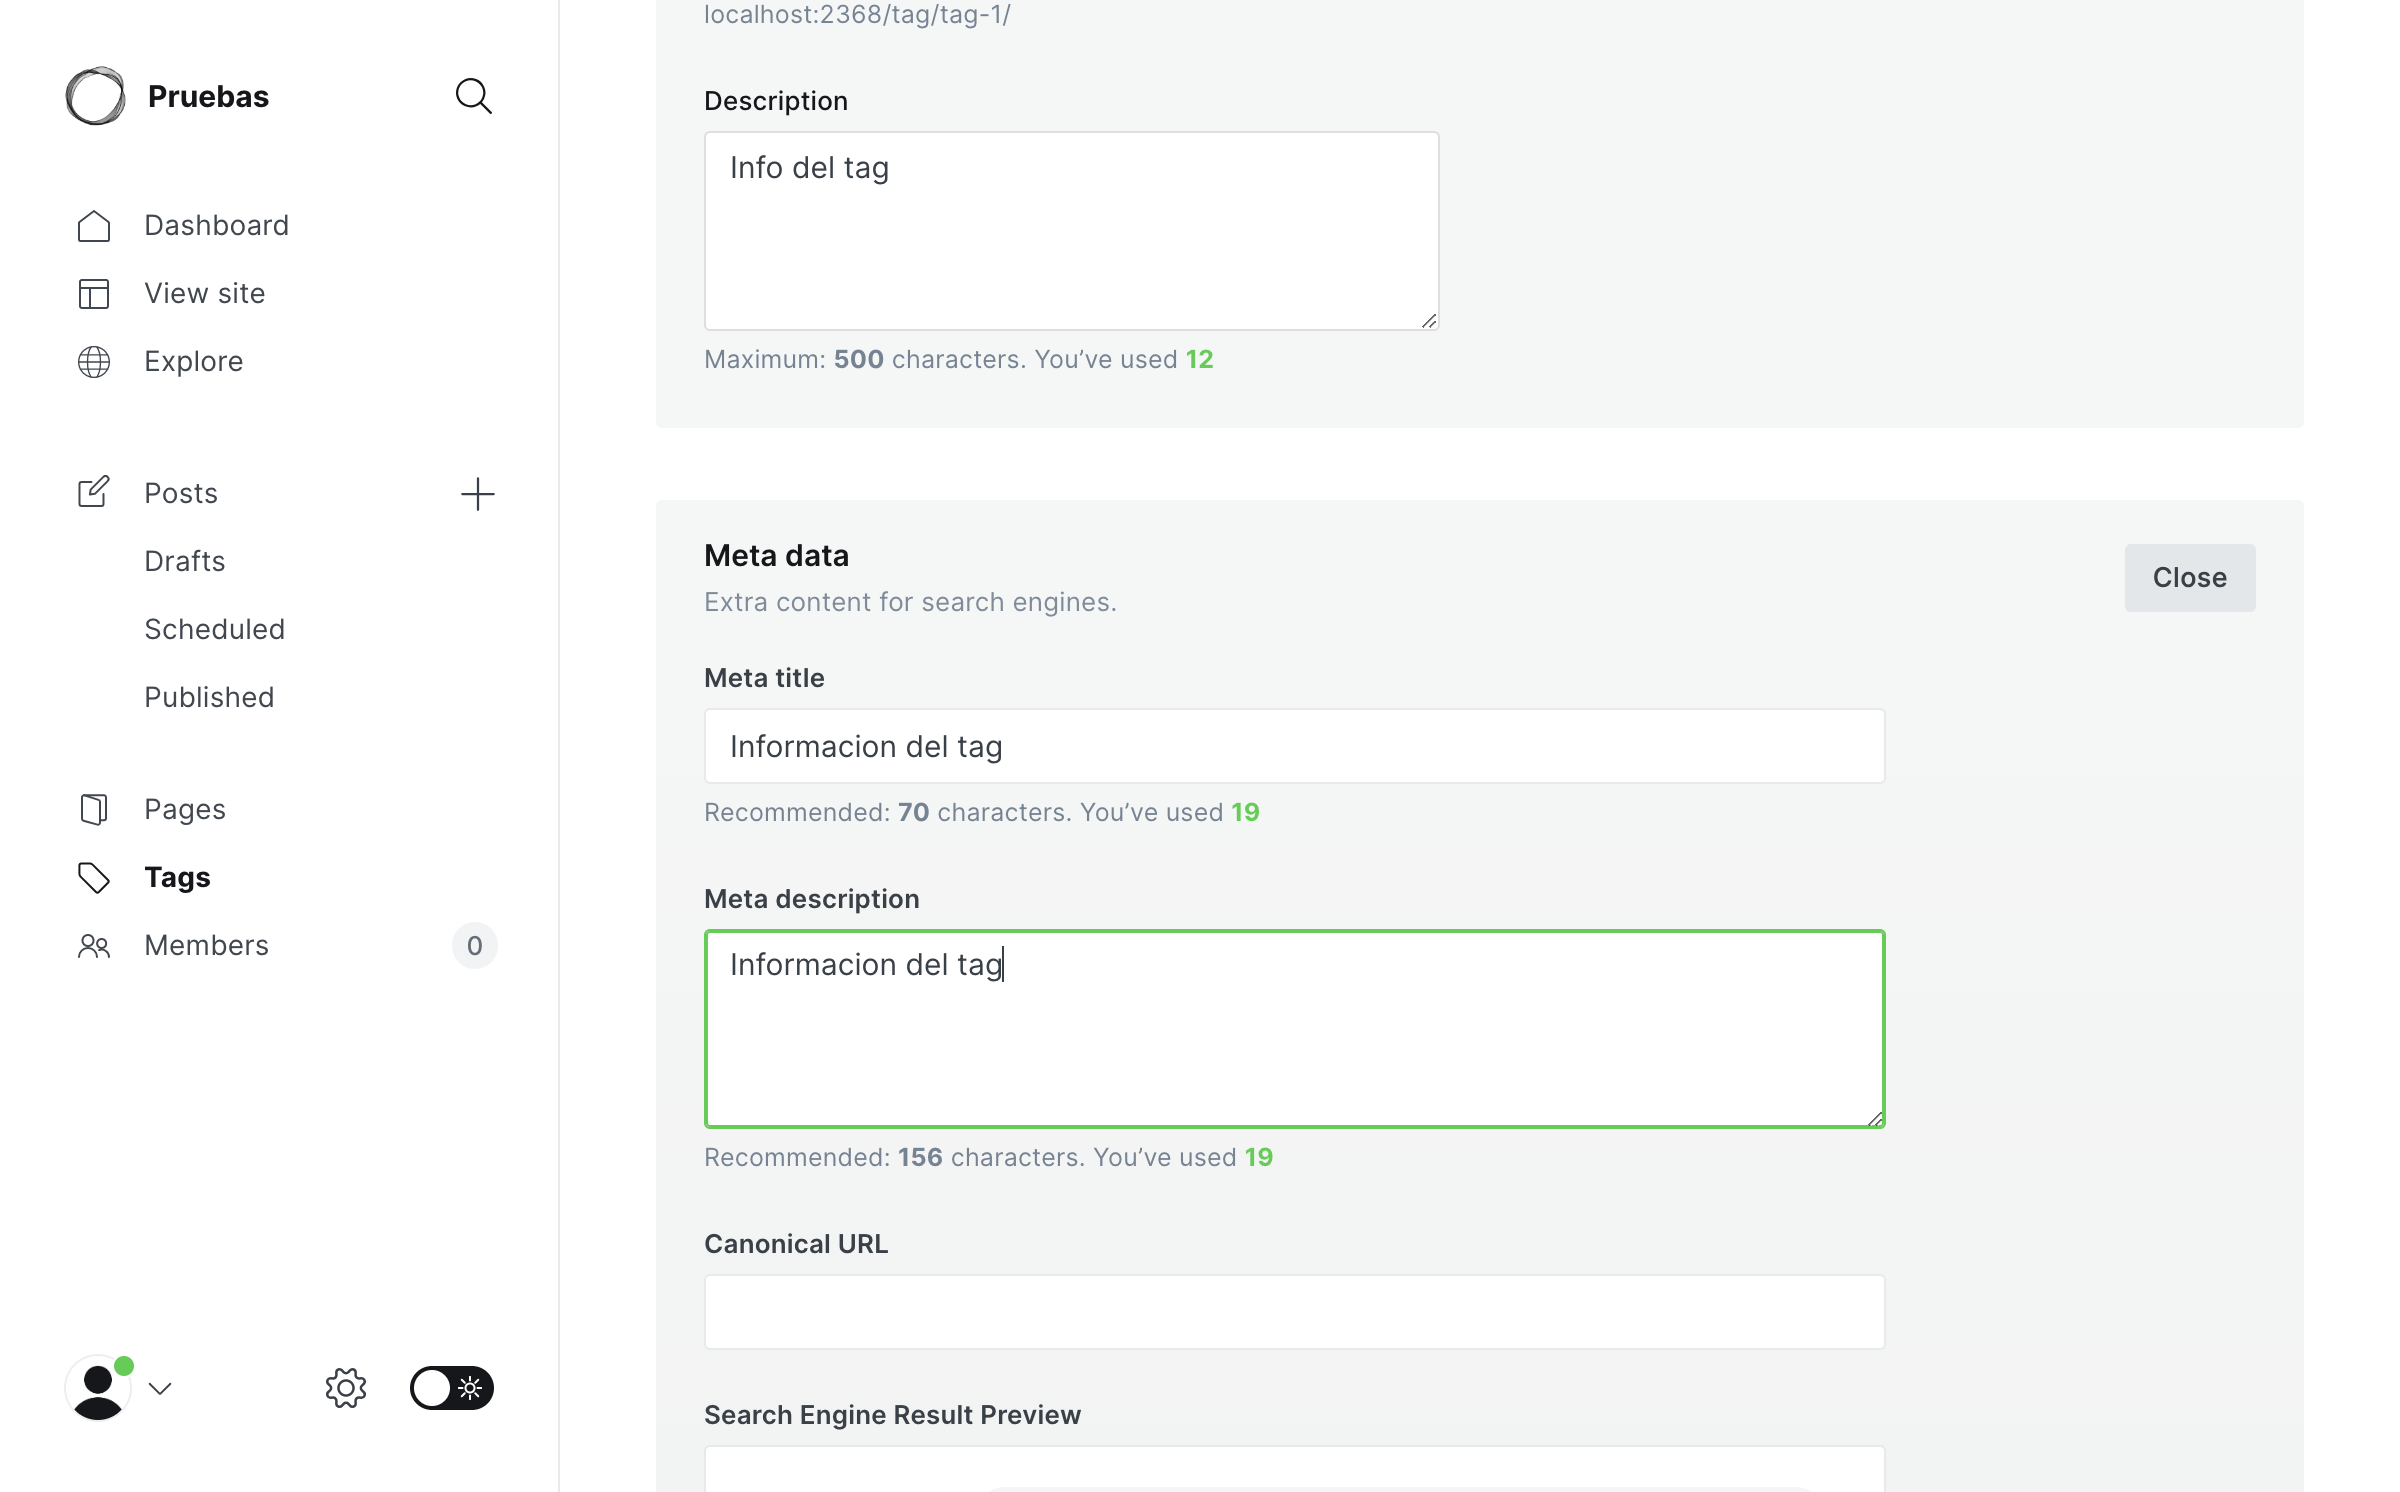 Pruebas
Dashboard
View site
Explore
Posts
Drafts
Scheduled
Published
Pages
Tags
Members
0
localhost:2368/tag/tag-1/
Description
Info del tag
Maximum: 500 characters. You’ve used 12
Meta data
Extra content for search engines.
Close
Meta title
Informacion del tag
Recommended: 70 characters. You’ve used 19
Meta description
Informacion del tag
Recommended: 156 characters. You’ve used 19
Canonical URL
Search Engine Result Preview